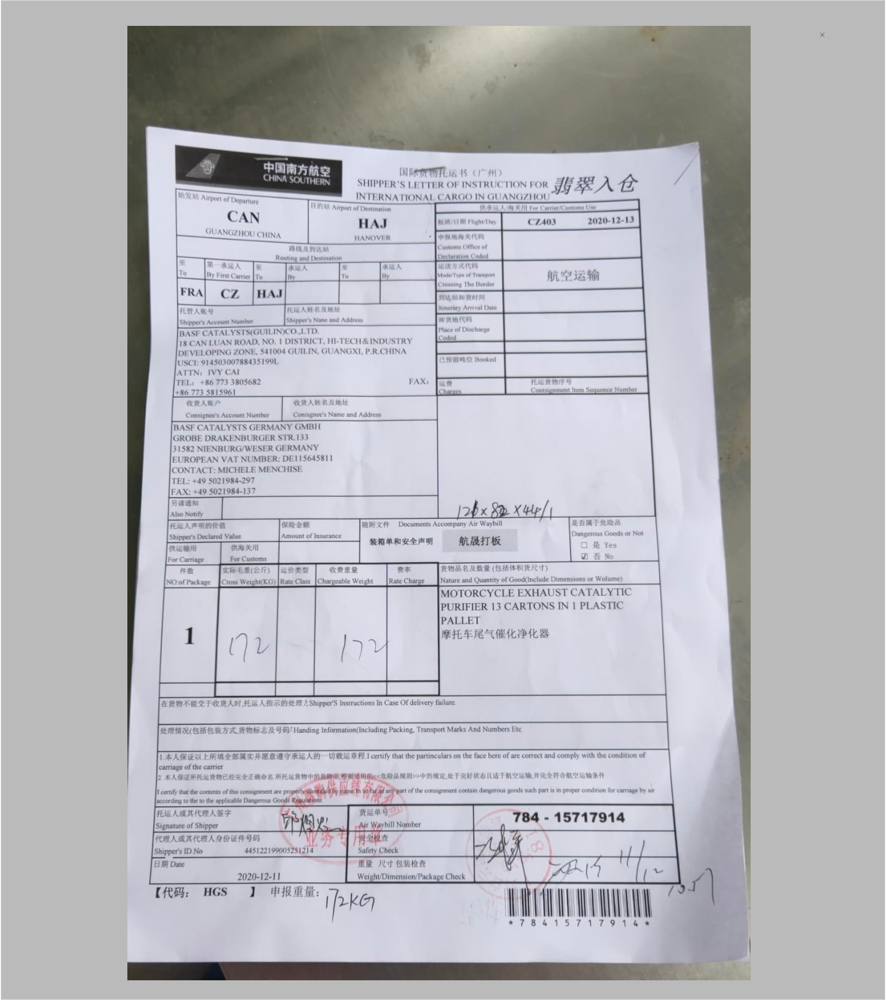 中国南方航空
CHINA SOUTHERN
国际货物托运书（广州）
SHIPPER'S LETTER OF INSTRUCTION FOR
INTERNATIONAL CARGO IN GUANGZHOU
翡翠入仓
始发站 Airport of Departure
CAN
GUANGZHOU CHINA
目的站 Airport of Destination
HAJ
HANOVER
供承运人/海关用 For Carrier/Customs Use
航班/日期 Flight/Day
CZ403 2020-12-13
申报地海关代码
Customs Office of
Declaration Coded
路线及到达站
Routing and Destination
至
To
第一承运人
By First Carrier
至
To
承运人
By
至
To
承运人
By
FRA CZ HAJ
运送方式代码
Mode/Type of Transport
Crossing The Border
航空运输
到达站卸货时间
Itinerary Arrival Date
卸货地代码
Place of Discharge
Coded
已预留吨位 Booked
运费
Charges
托运货物序号
Contsignment Item Sequence Number
托管人账号
Shipper's Account Number
托运人姓名及地址
Shipper's Nane and Address
BASF CATALYSTS(GUILIN)CO.,LTD.
18 CAN LUAN ROAD, NO. 1 DISTRICT, HI-TECH&INDUSTRY
DEVELOPING ZONE, 541004 GUILIN, GUANGXI, P.R.CHINA
USCI: 91450300788435199L
ATTN: IVY CAI
TEL: +86 773 3805682 FAX:
+86 773 5815961
收货人账户
Consignee's Account Number
收货人姓名及地址
Conisgnee's Name and Address
BASF CATALYSTS GERMANY GMBH
GROBE DRAKENBURGER STR.133
31582 NIENBURG/WESER GERMANY
EUROPEAN VAT NUMBER: DE115645811
CONTACT: MICHELE MENCHISE
TEL: +49 5021984-297
FAX: +49 5021984-137
另请通知
Also Notify
托运人声明的价值
Shipper's Declared Value
保险金额
Amount of Insurance
随附文件 Documents Accompany Air Waybill
装箱单和安全声明 航晟打板
是否属于危险品
Dangerous Goods or Not
☐ 是 Yes
☑ 否 No
供运输用
For Carriage
供海关用
For Customs
件数
NO:of Package
实际毛重(公斤)
Cross Weight(KG)
运价类型
Rate Class
收费重量
Chargeable Weight
费率
Rate Charge
货物品名及数量 (包括体积货尺寸)
Nature and Quantity of Good(Include Dimensions or Wolume)
1 172 172
MOTORCYCLE EXHAUST CATALYTIC
PURIFIER 13 CARTONS IN 1 PLASTIC
PALLET
摩托车尾气催化净化器
在货物不能交于收货人时,托运人指示的处理 Shipper'S Insrructions In Case Of delivery failure.
处理情况(包括包装方式,货物标志及号码 Handing Information(Including Packing, Transport Marks And Numbers Etc
1.本人保证以上所填全部属实并愿意遵守承运人的一切载运章程.I certify that the partinculars on the face here of are correct and comply with the condition of
carriage of the carrier
2. 本人保证所托运货物已经完全正确命名.所托运货物中的危险品,根据适用的<<危险品规则>>中的规定,处于完好状态且适于航空运输,并完全符合航空运输条件
I certify that the contents of this consignment are properly identified by name.In so far as any part of the consignment contain dangerous goods such part is in proper condition for carriage by air
according to the to the applicable Dangerous Goods Regulations.
托运人或其代理人签字
Signature of Shipper
业务专用章
货运单号
Air Waybill Nomber
784 - 15717914
代理人或其代理人身份证件号码
Shipper's ID.No 445122199005251214
安全检查
Safety Check
日期 Date
2020-12-11
重量 尺寸 包装检查
Weight/Dimension/Package Check
11/12
【代码: HGS 】 申报重量: 172KG
*78415717914*